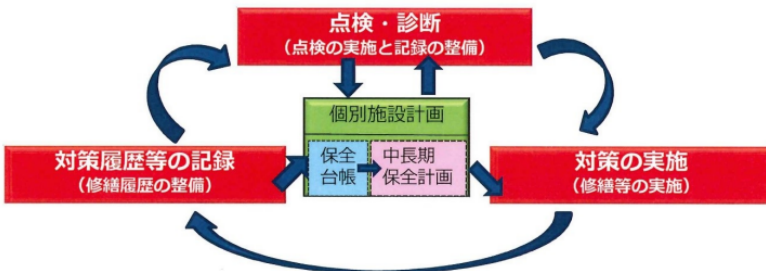 点検・診断
(点検の実施と記録の整備)
個別施設計画
対策履歴等の記録
(修繕履歴の整備)
保全
台帳
中長期
保全計画
対策の実施
(修繕等の実施)